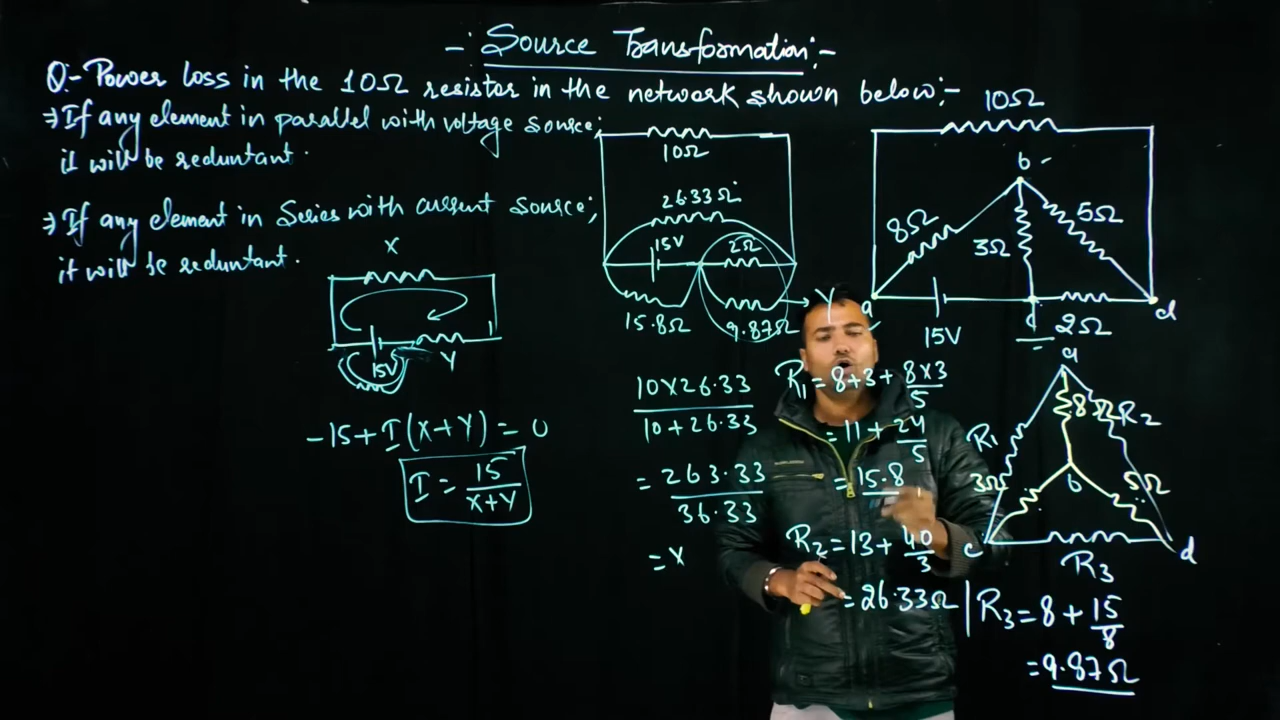 -: Source Transformation:-
Q:- Power loss in the 10Ω resistor in the network shown below:-
⇒ If any element in parallel with voltage source;
it will be reduntant.
⇒ If any element in Series with current source;
it will be reduntant.
X
15V
Y
-15+I(X+Y) = 0
I = 15/X+Y
10Ω
26.33Ω
15V
2Ω
15.8Ω
9.87Ω
Y
10×26.33/10+26.33
= 263.33/36.33
= X
10Ω
b
8Ω
3Ω
5Ω
a
d
15V
2Ω
R1 = 8+3+ 8×3/5
= 11+ 24/5
= 15.8
R2 = 13+ 40/3
= 26.33Ω
a
8Ω
R2
R1
3Ω
b
5Ω
c
d
R3
R3 = 8 + 15/8
= 9.87Ω